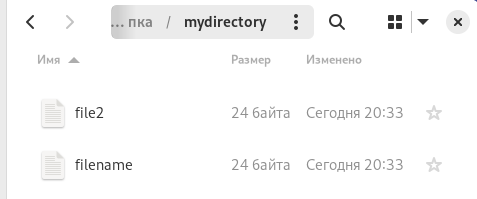 ... пка / mydirectory
Имя Размер Изменено
file2 24 байта Сегодня 20:33
filename 24 байта Сегодня 20:33